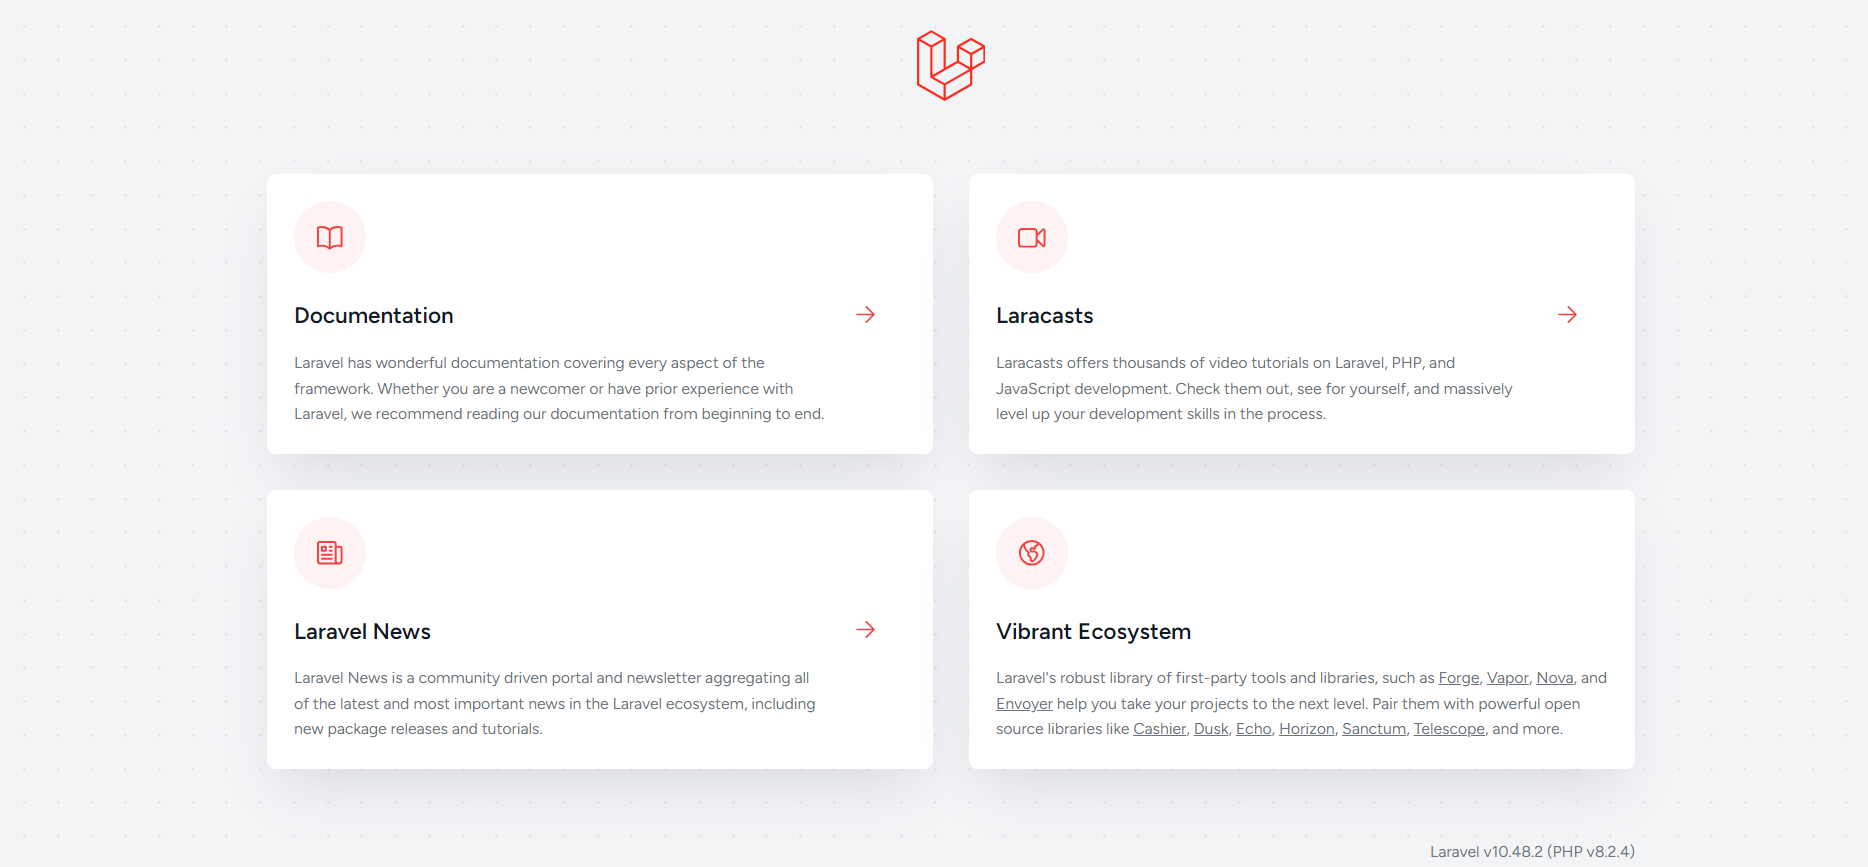 Documentation
Laravel has wonderful documentation covering every aspect of the
framework. Whether you are a newcomer or have prior experience with
Laravel, we recommend reading our documentation from beginning to end.
Laracasts
Laracasts offers thousands of video tutorials on Laravel, PHP, and
JavaScript development. Check them out, see for yourself, and massively
level up your development skills in the process.
Laravel News
Laravel News is a community driven portal and newsletter aggregating all
of the latest and most important news in the Laravel ecosystem, including
new package releases and tutorials.
Vibrant Ecosystem
Laravel's robust library of first-party tools and libraries, such as Forge, Vapor, Nova, and
Envoyer help you take your projects to the next level. Pair them with powerful open
source libraries like Cashier, Dusk, Echo, Horizon, Sanctum, Telescope, and more.
Laravel v10.48.2 (PHP v8.2.4)